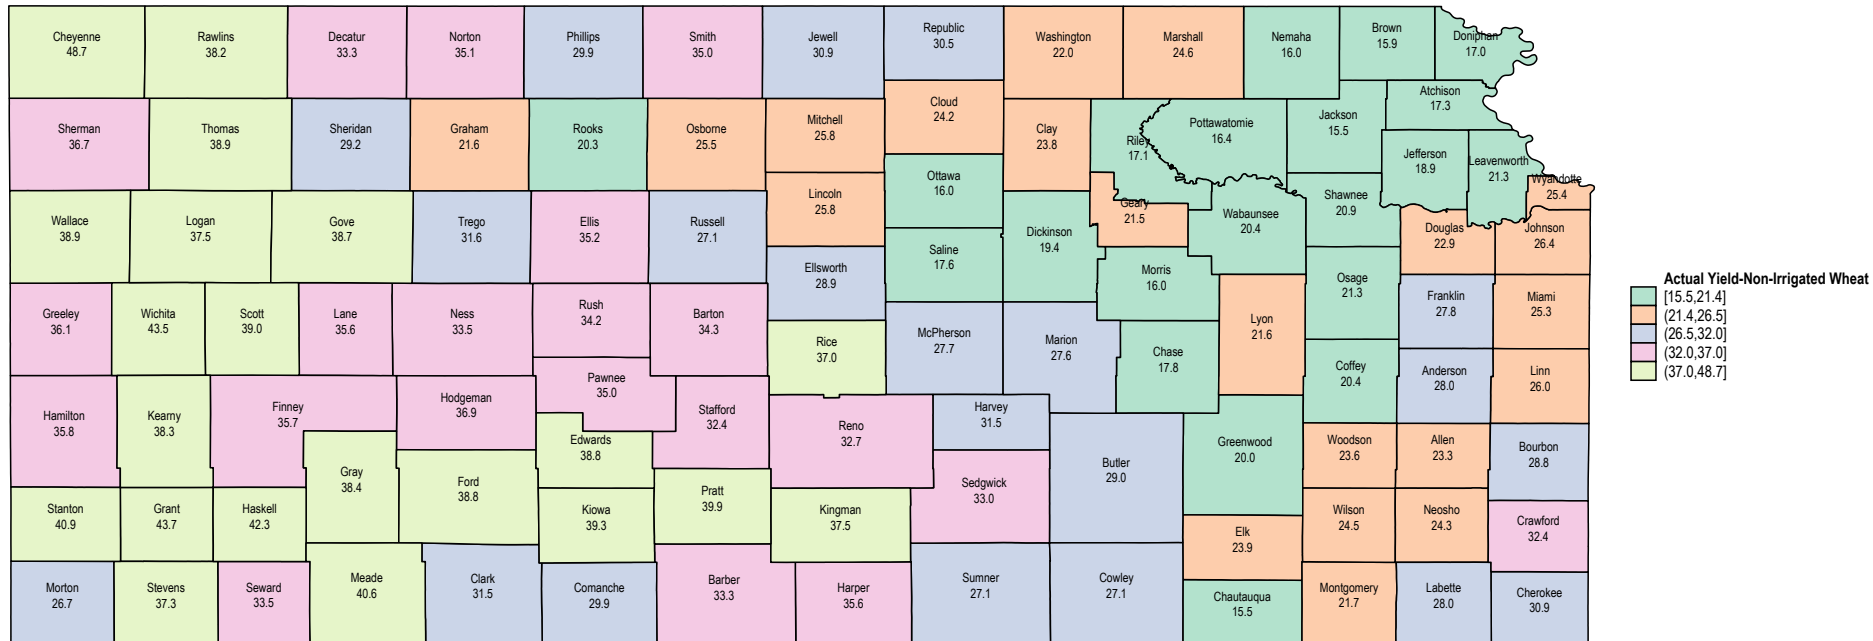 Cheyenne
48.7
Rawlins
38.2
Decatur
33.3
Norton
35.1
Phillips
29.9
Smith
35.0
Jewell
30.9
Republic
30.5
Washington
22.0
Marshall
24.6
Nemaha
16.0
Brown
15.9
Doniphan
17.0
Sherman
36.7
Thomas
38.9
Sheridan
29.2
Graham
21.6
Rooks
20.3
Osborne
25.5
Mitchell
25.8
Cloud
24.2
Clay
23.8
Riley
17.1
Pottawatomie
16.4
Jackson
15.5
Atchison
17.3
Jefferson
18.9
Leavenworth
21.3
Wyandotte
25.4
Wallace
38.9
Logan
37.5
Gove
38.7
Trego
31.6
Ellis
35.2
Russell
27.1
Lincoln
25.8
Ottawa
16.0
Saline
17.6
Dickinson
19.4
Geary
21.5
Wabaunsee
20.4
Shawnee
20.9
Douglas
22.9
Johnson
26.4
Ellsworth
28.9
Morris
16.0
Osage
21.3
Franklin
27.8
Miami
25.3
Greeley
36.1
Wichita
43.5
Scott
39.0
Lane
35.6
Ness
33.5
Rush
34.2
Barton
34.3
Rice
37.0
McPherson
27.7
Marion
27.6
Chase
17.8
Lyon
21.6
Coffey
20.4
Anderson
28.0
Linn
26.0
Hamilton
35.8
Kearny
38.3
Finney
35.7
Hodgeman
36.9
Pawnee
35.0
Stafford
32.4
Reno
32.7
Harvey
31.5
Edwards
38.8
Gray
38.4
Ford
38.8
Sedgwick
33.0
Butler
29.0
Greenwood
20.0
Woodson
23.6
Allen
23.3
Bourbon
28.8
Stanton
40.9
Grant
43.7
Haskell
42.3
Kiowa
39.3
Pratt
39.9
Kingman
37.5
Elk
23.9
Wilson
24.5
Neosho
24.3
Crawford
32.4
Morton
26.7
Stevens
37.3
Seward
33.5
Meade
40.6
Clark
31.5
Comanche
29.9
Barber
33.3
Harper
35.6
Sumner
27.1
Cowley
27.1
Chautauqua
15.5
Montgomery
21.7
Labette
28.0
Cherokee
30.9
Actual Yield-Non-Irrigated Wheat
[15.5,21.4]
(21.4,26.5]
(26.5,32.0]
(32.0,37.0]
(37.0,48.7]